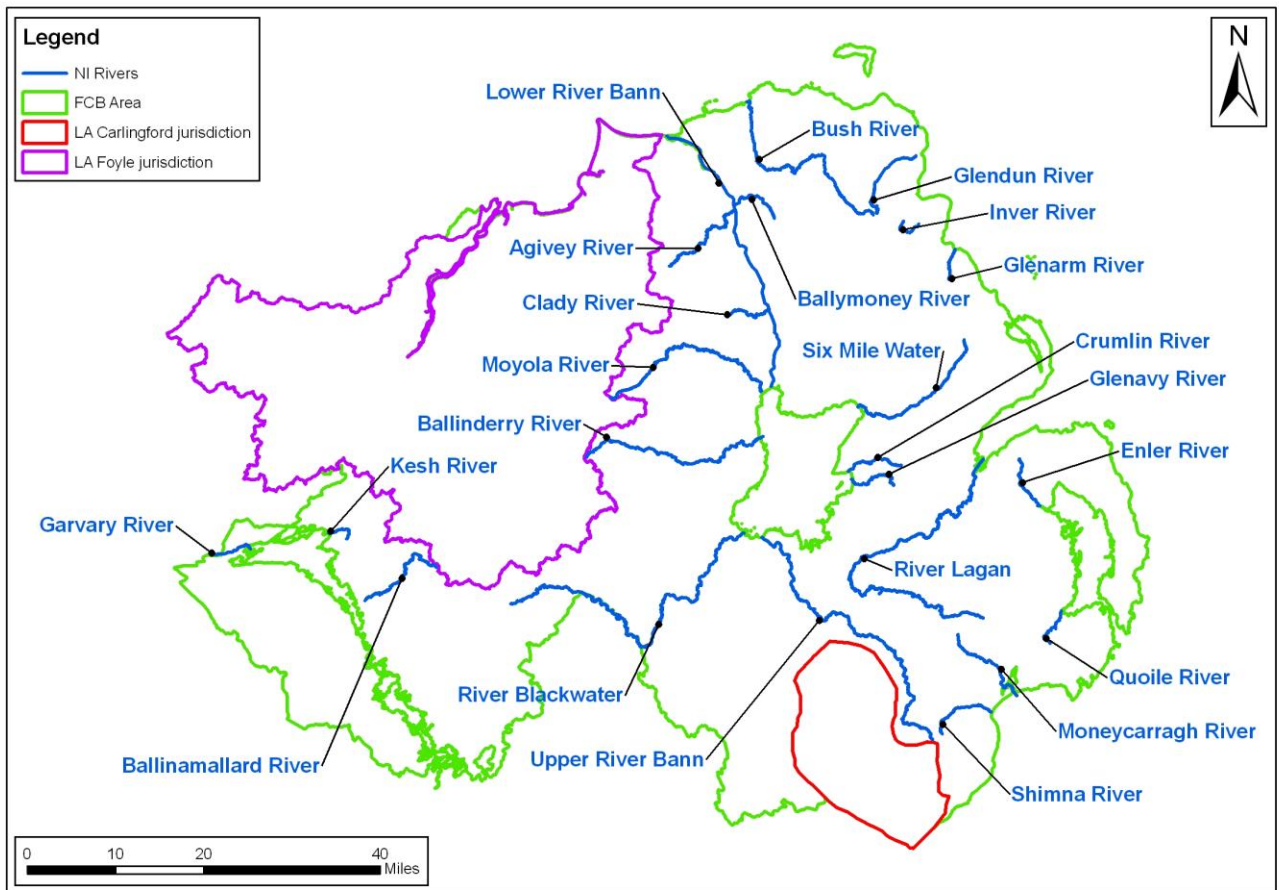 Legend
NI Rivers
FCB Area
LA Carlingford jurisdiction
LA Foyle jurisdiction
N
Lower River Bann
Bush River
Glendun River
Inver River
Agivey River
Glenarm River
Clady River
Ballymoney River
Crumlin River
Six Mile Water
Moyola River
Glenavy River
Ballinderry River
Enler River
Kesh River
Garvary River
River Lagan
Quoile River
River Blackwater
Moneycarragh River
Upper River Bann
Ballinamallard River
Shimna River
0 10 20 40
Miles